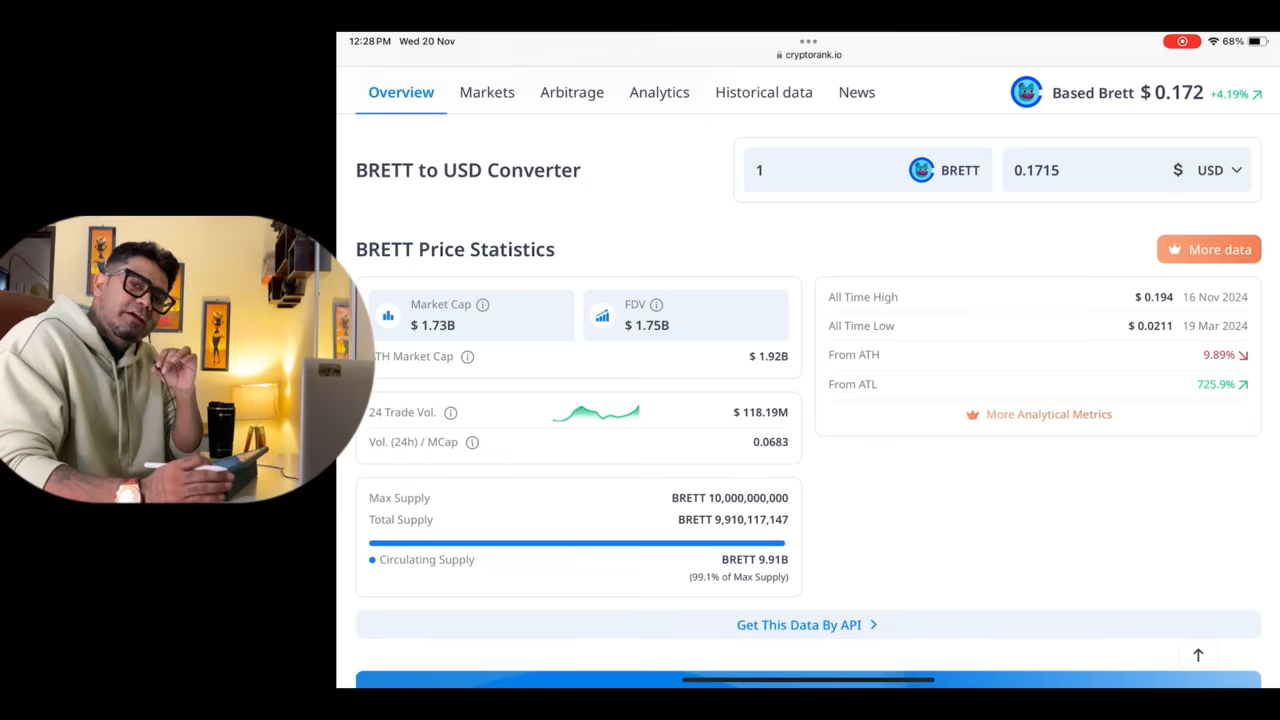 12:28 PM Wed 20 Nov
68%
cryptorank.io
Overview Markets Arbitrage Analytics Historical data News
Based Brett $ 0.172 +4.19%
BRETT to USD Converter
1 BRETT 0.1715 $ USD
BRETT Price Statistics
More data
Market Cap FDV
$ 1.73B $ 1.75B
TH Market Cap $ 1.92B
24 Trade Vol. $ 118.19M
Vol. (24h) / MCap 0.0683
Max Supply BRETT 10,000,000,000
Total Supply BRETT 9,910,117,147
Circulating Supply BRETT 9.91B
(99.1% of Max Supply)
All Time High $ 0.194 16 Nov 2024
All Time Low $ 0.0211 19 Mar 2024
From ATH 9.89%
From ATL 725.9%
More Analytical Metrics
Get This Data By API